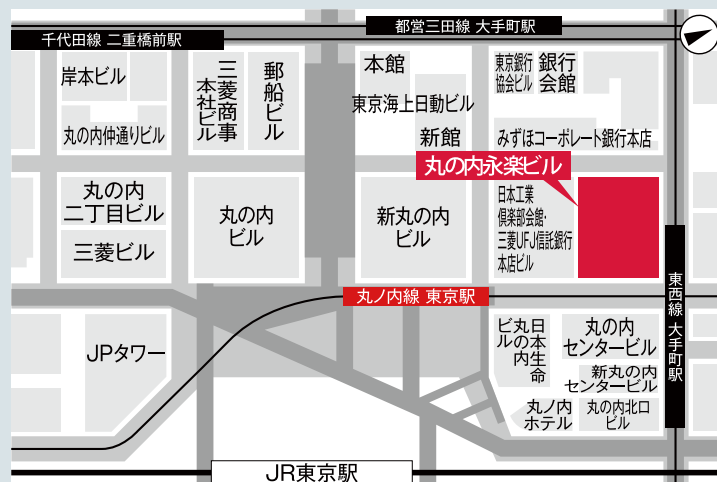 都営三田線 大手町駅
千代田線 二重橋前駅
岸本ビル
丸の内仲通りビル
三菱商事
本社ビル
郵船ビル
本館
東京海上日動ビル
新館
東京銀行
協会ビル
銀行
会館
みずほコーポレート銀行本店
丸の内永楽ビル
丸の内
二丁目ビル
三菱ビル
丸の内
ビル
新丸の内
ビル
日本工業
倶楽部会館・
三菱UFJ信託銀行
本店ビル
東西線 大手町駅
丸ノ内線 東京駅
JPタワー
日本生命
丸の内
ビル
丸の内
センタービル
新丸の内
センタービル
丸ノ内
ホテル
丸の内北口
ビル
JR東京駅